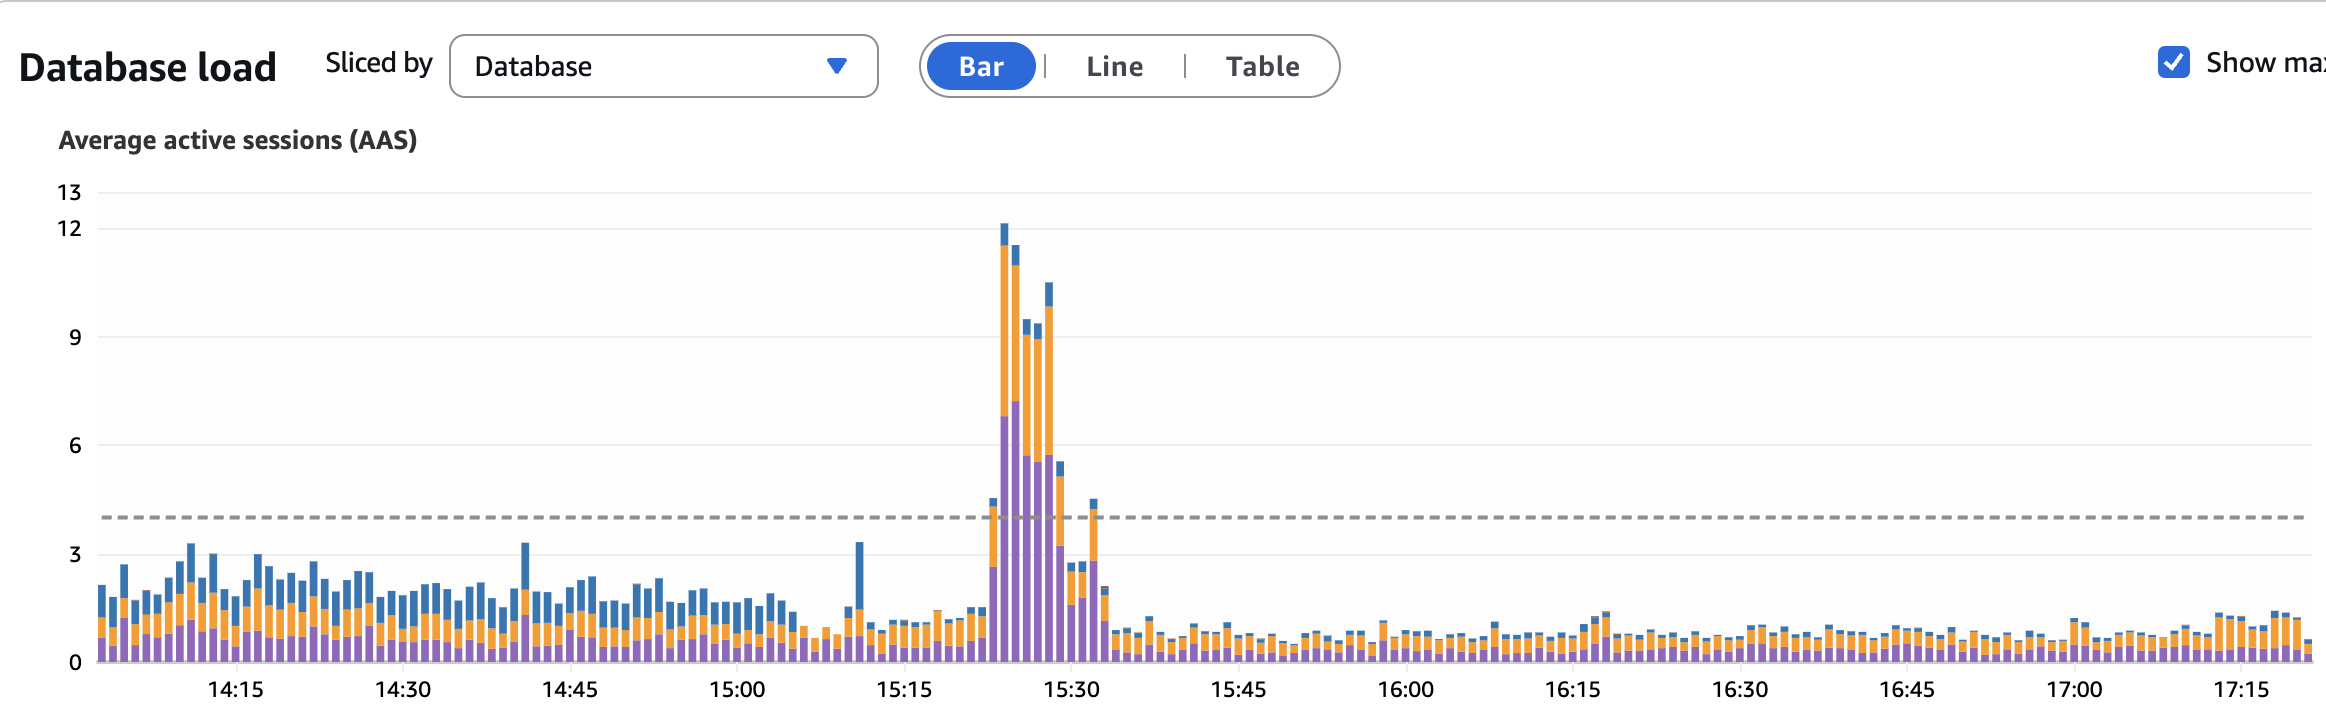 Database load Sliced by Database Bar | Line | Table Show max
Average active sessions (AAS)
13
12
9
6
3
0
14:15 14:30 14:45 15:00 15:15 15:30 15:45 16:00 16:15 16:30 16:45 17:00 17:15